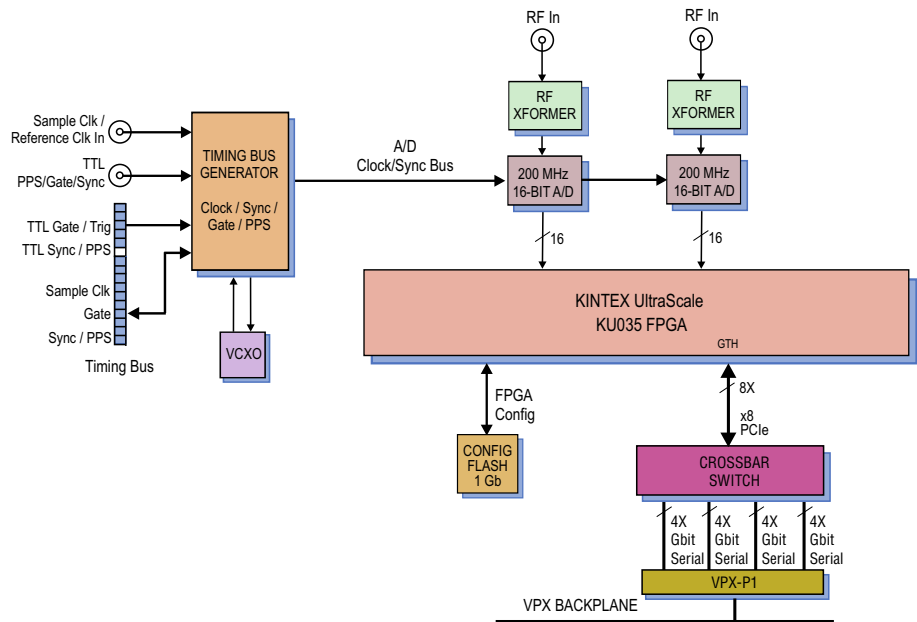 RF In
RF In
Sample Clk /
Reference Clk In
TTL
PPS/Gate/Sync
TTL Gate / Trig
TTL Sync / PPS
Sample Clk
Gate
Sync / PPS
Timing Bus
TIMING BUS
GENERATOR
Clock / Sync /
Gate / PPS
VCXO
A/D
Clock/Sync Bus
RF
XFORMER
RF
XFORMER
200 MHz
16-BIT A/D
200 MHz
16-BIT A/D
16
16
KINTEX UltraScale
KU035 FPGA
GTH
FPGA
Config
CONFIG
FLASH
1 Gb
8X
x8
PCIe
CROSSBAR
SWITCH
4X
Gbit
Serial
4X
Gbit
Serial
4X
Gbit
Serial
4X
Gbit
Serial
VPX-P1
VPX BACKPLANE